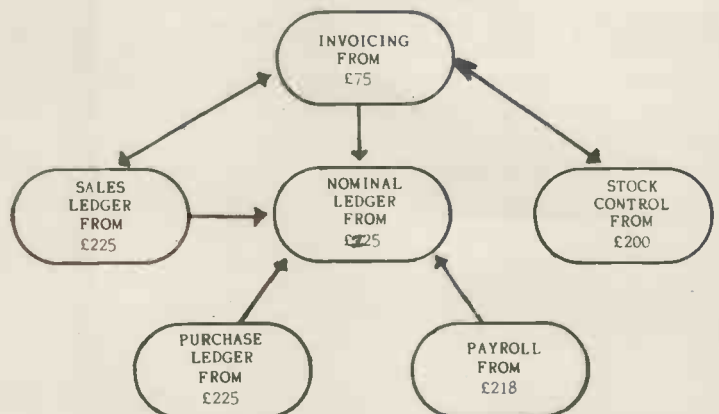 INVOICING
FROM
£75
SALES
LEDGER
FROM
£225
NOMINAL
LEDGER
FROM
STOCK
CONTROL
FROM
£200
PURCHASE
LEDGER
FROM
£225
PAYROLL
FROM
£218